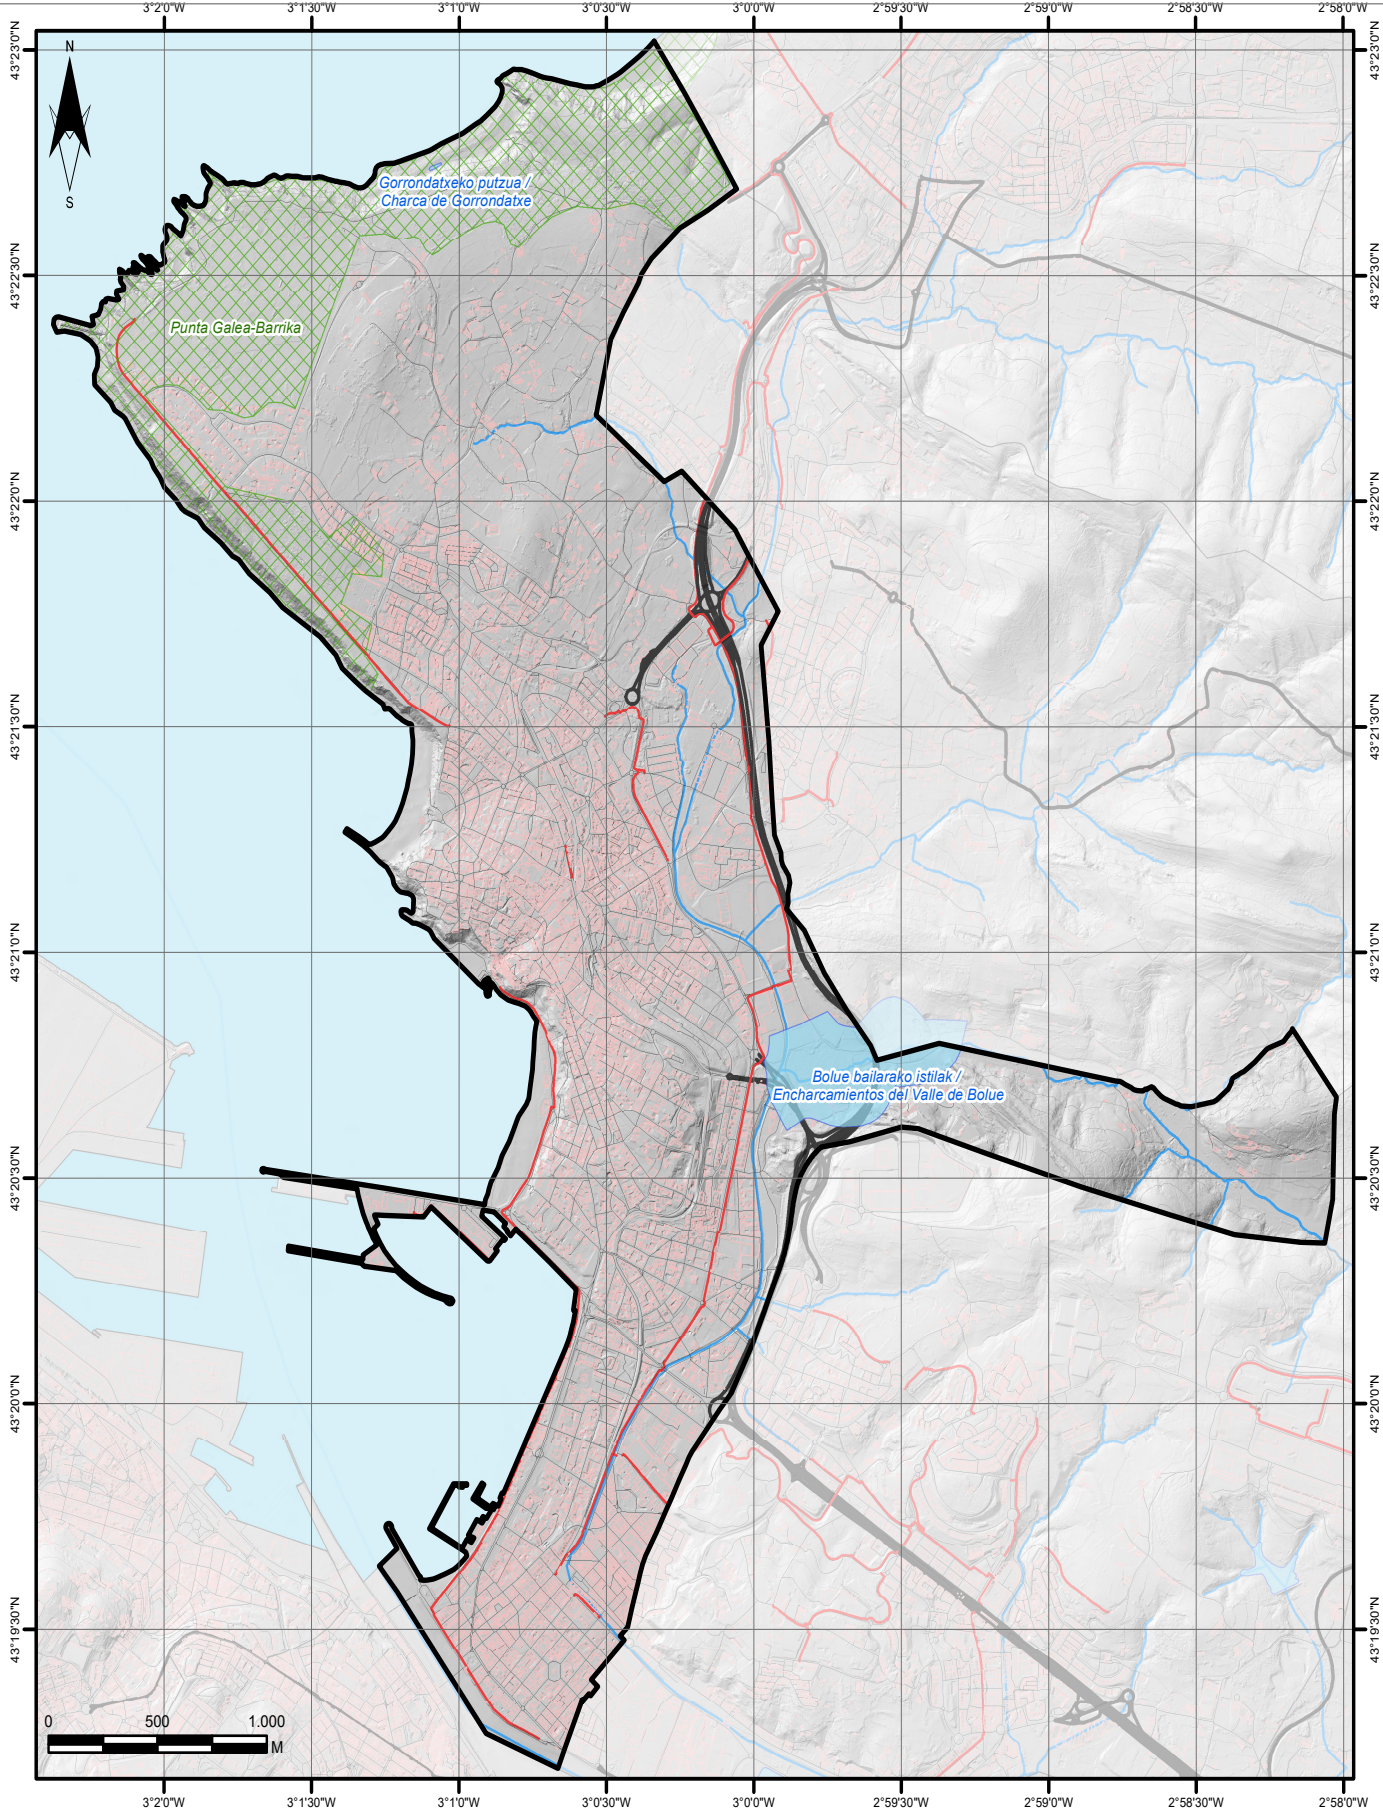 3°2'0"W 3°1'30"W 3°1'0"W 3°0'30"W 3°0'0"W 2°59'30"W 2°59'0"W 2°58'30"W 2°58'0"W
43°23'0"N 43°23'0"N
N
S
Gorrondatxeko putzua /
Charca de Gorrondatxe
43°22'30"N 43°22'30"N
Punta Galea-Barrika
43°22'0"N 43°22'0"N
43°21'30"N 43°21'30"N
43°21'0"N 43°21'0"N
Bolue bailarako istilak /
Encharcamientos del Valle de Bolue
43°20'30"N 43°20'30"N
43°20'0"N 43°20'0"N
43°19'30"N 43°19'30"N
0 500 1.000
M
3°2'0"W 3°1'30"W 3°1'0"W 3°0'30"W 3°0'0"W 2°59'30"W 2°59'0"W 2°58'30"W 2°58'0"W